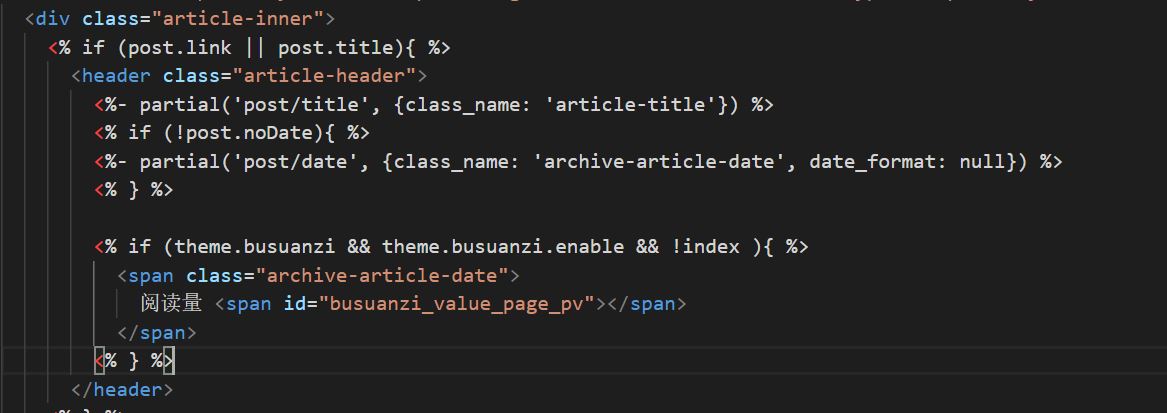 <div class="article-inner">
<% if (post.link || post.title){ %>
<header class="article-header">
<%- partial('post/title', {class_name: 'article-title'}) %>
<% if (!post.noDate){ %>
<%- partial('post/date', {class_name: 'archive-article-date', date_format: null}) %>
<% } %>
<% if (theme.busuanzi && theme.busuanzi.enable && !index ){ %>
<span class="archive-article-date">
阅读量 <span id="busuanzi_value_page_pv"></span>
</span>
<% } %>
</header>